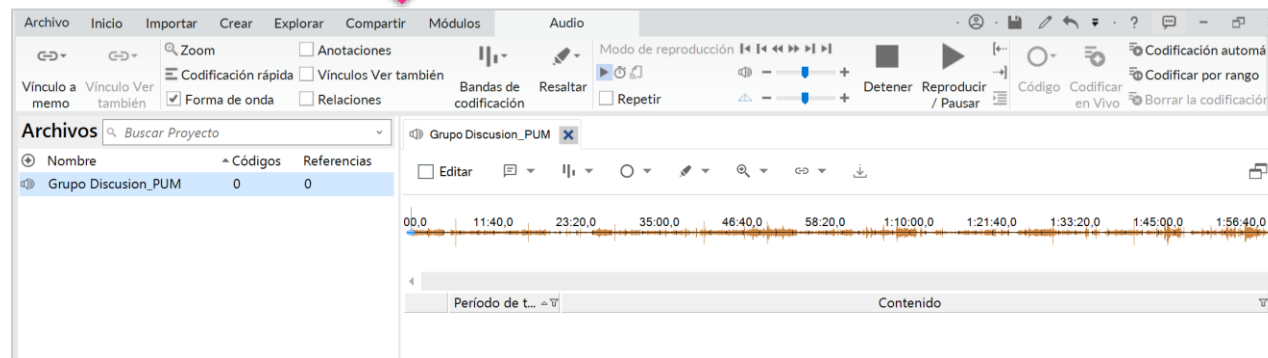 Archivo Inicio Importar Crear Explorar Compartir Módulos Audio
Zoom Anotaciones Modo de reproducción Codificación automá
Codificación rápida Vínculos Ver también Codificar por rango
Vínculo a memo Vínculo Ver también Forma de onda Relaciones Bandas de codificación Resaltar Repetir Detener Reproducir / Pausar Código Codificar en Vivo Borrar la codificación
Archivos Buscar Proyecto Grupo Discusion_PUM
Nombre Códigos Referencias Editar
Grupo Discusion_PUM 0 0
00,0 11:40,0 23:20,0 35:00,0 46:40,0 58:20,0 1:10:00,0 1:21:40,0 1:33:20,0 1:45:00,0 1:56:40,0
Período de t... Contenido